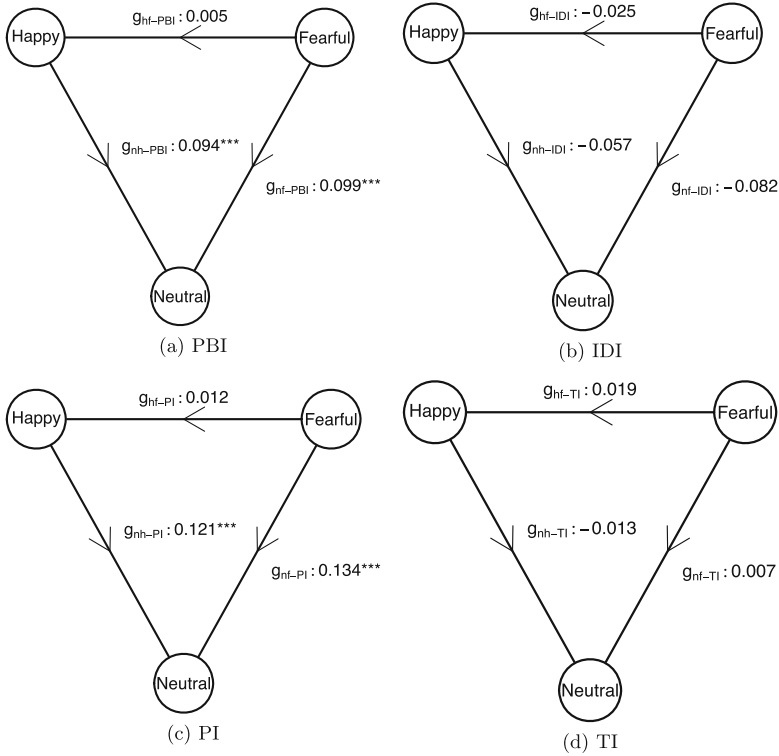 g_hf−PBI : 0.005
Happy
Fearful
g_nh−PBI : 0.094***
g_nf−PBI : 0.099***
Neutral
(a) PBI
g_hf−IDI : −0.025
Happy
Fearful
g_nh−IDI : −0.057
g_nf−IDI : −0.082
Neutral
(b) IDI
g_hf−PI : 0.012
Happy
Fearful
g_nh−PI : 0.121***
g_nf−PI : 0.134***
Neutral
(c) PI
g_hf−TI : 0.019
Happy
Fearful
g_nh−TI : −0.013
g_nf−TI : 0.007
Neutral
(d) TI